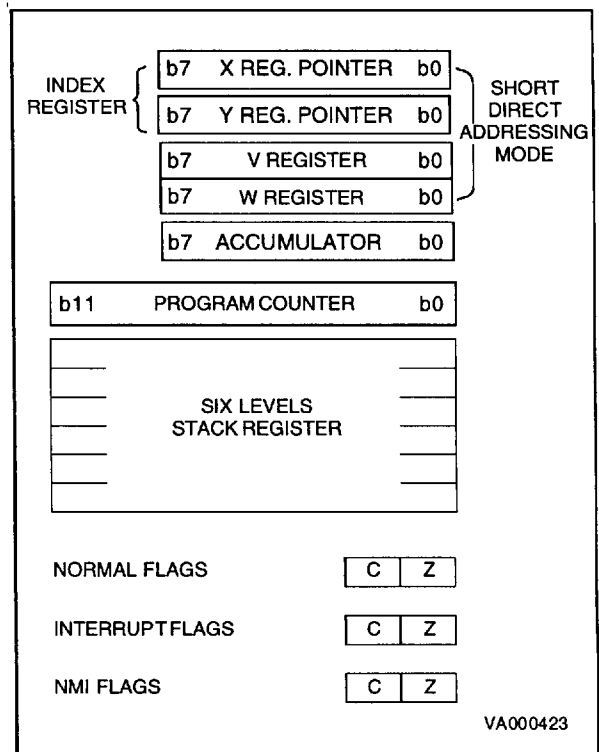 b7 X REG. POINTER b0
INDEX
REGISTER
b7 Y REG. POINTER b0
SHORT
DIRECT
ADDRESSING
MODE
b7 V REGISTER b0
b7 W REGISTER b0
b7 ACCUMULATOR b0
b11 PROGRAM COUNTER b0
SIX LEVELS
STACK REGISTER
NORMAL FLAGS C Z
INTERRUPT FLAGS C Z
NMI FLAGS C Z
VA000423